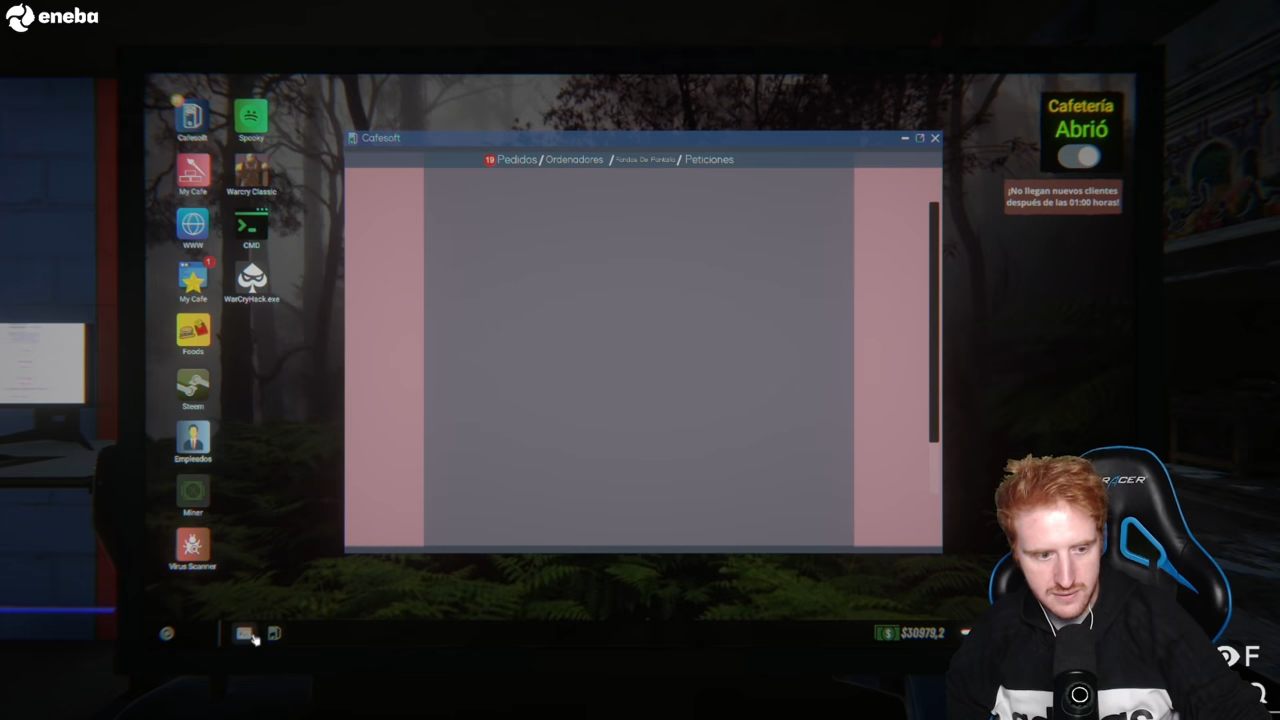 eneba
Cafesoft
Spooky
My Cafe
Warcry Classic
WWW
CMD
1
My Cafe
WarCryHack.exe
Foods
Steem
Empleados
Miner
Virus Scanner
Cafesoft
19 Pedidos / Ordenadores / Fondos De Pantalla / Peticiones
Cafetería
Abrió
¡No llegan nuevos clientes
después de las 01:00 horas!
$30979,2
RACER
F